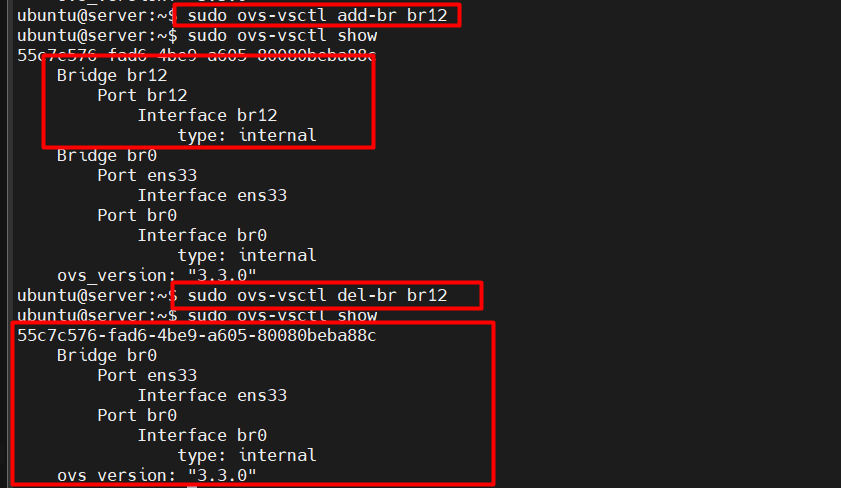 ubuntu@server:~$ sudo ovs-vsctl add-br br12
ubuntu@server:~$ sudo ovs-vsctl show
55c7c576-fad6-4be9-a605-80080beba88c
    Bridge br12
        Port br12
            Interface br12
                type: internal
    Bridge br0
        Port ens33
            Interface ens33
        Port br0
            Interface br0
                type: internal
    ovs_version: "3.3.0"
ubuntu@server:~$ sudo ovs-vsctl del-br br12
ubuntu@server:~$ sudo ovs-vsctl show
55c7c576-fad6-4be9-a605-80080beba88c
    Bridge br0
        Port ens33
            Interface ens33
        Port br0
            Interface br0
                type: internal
    ovs_version: "3.3.0"